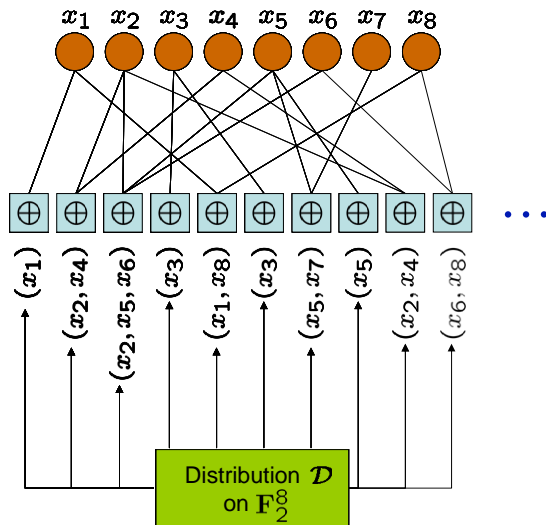 x₁ x₂ x₃ x₄ x₅ x₆ x₇ x₈
⊕ ⊕ ⊕ ⊕ ⊕ ⊕ ⊕ ⊕ ⊕ ⊕ ...
(x₁)
(x₂, x₄)
(x₂, x₅, x₆)
(x₃)
(x₁, x₈)
(x₃)
(x₅, x₇)
(x₅)
(x₂, x₄)
(x₆, x₈)
Distribution 𝓓
on 𝐅₂⁸